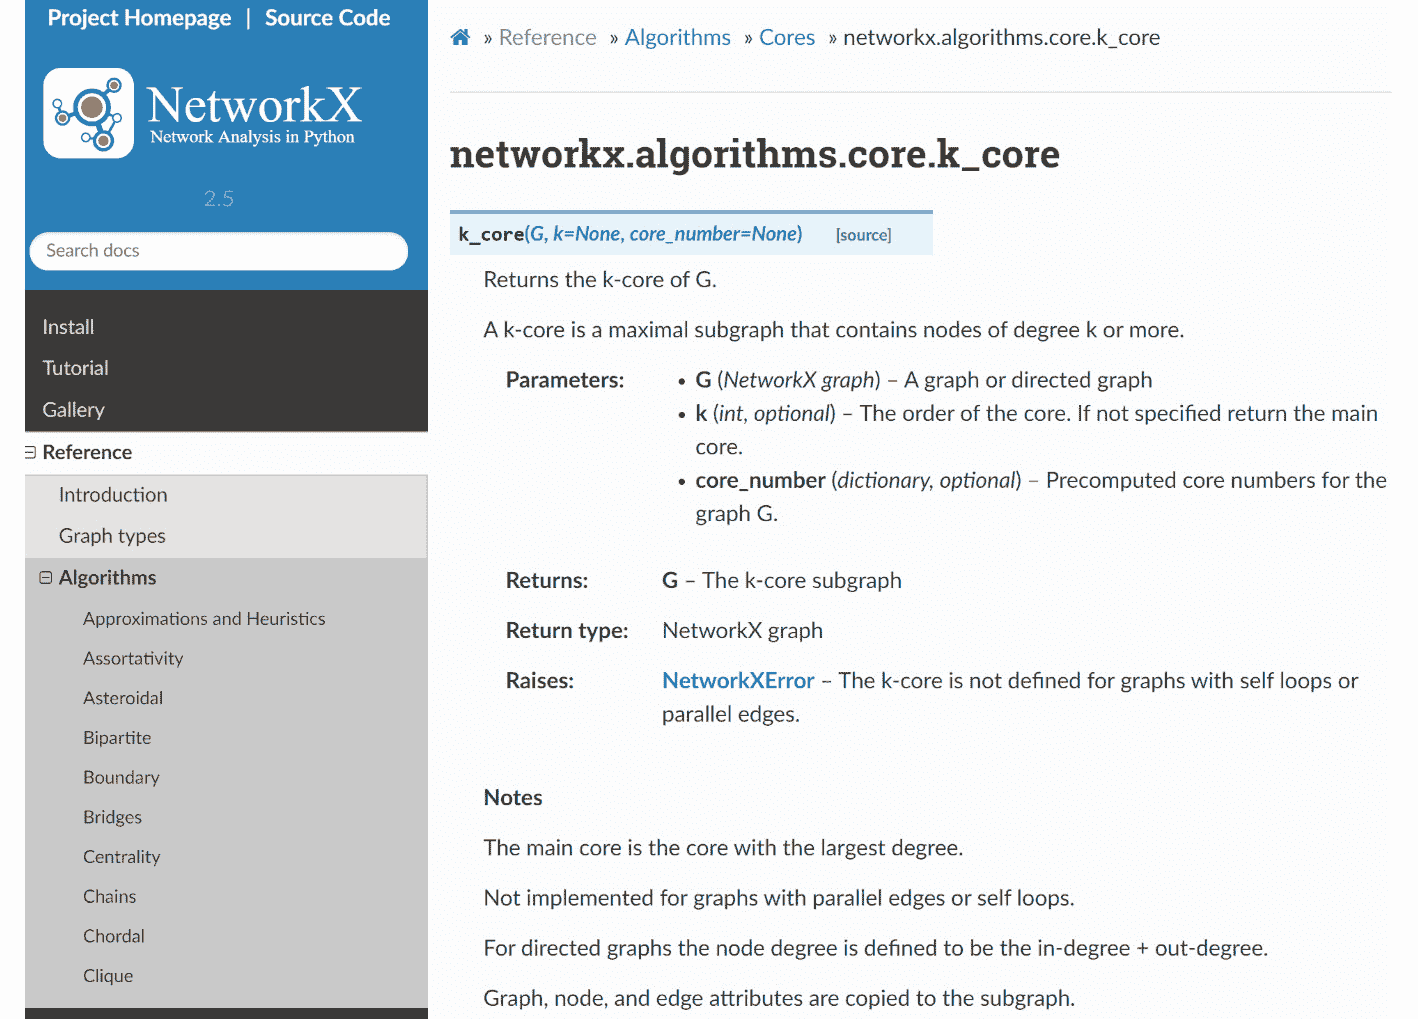 Project Homepage | Source Code
NetworkX
Network Analysis in Python
2.5
Search docs
Install
Tutorial
Gallery
Reference
Introduction
Graph types
Algorithms
Approximations and Heuristics
Assortativity
Asteroidal
Bipartite
Boundary
Bridges
Centrality
Chains
Chordal
Clique
» Reference » Algorithms » Cores » networkx.algorithms.core.k_core
networkx.algorithms.core.k_core
k_core(G, k=None, core_number=None) [source]
Returns the k-core of G.
A k-core is a maximal subgraph that contains nodes of degree k or more.
Parameters:
• G (NetworkX graph) – A graph or directed graph
• k (int, optional) – The order of the core. If not specified return the main
core.
• core_number (dictionary, optional) – Precomputed core numbers for the
graph G.
Returns: G – The k-core subgraph
Return type: NetworkX graph
Raises: NetworkXError – The k-core is not defined for graphs with self loops or
parallel edges.
Notes
The main core is the core with the largest degree.
Not implemented for graphs with parallel edges or self loops.
For directed graphs the node degree is defined to be the in-degree + out-degree.
Graph, node, and edge attributes are copied to the subgraph.